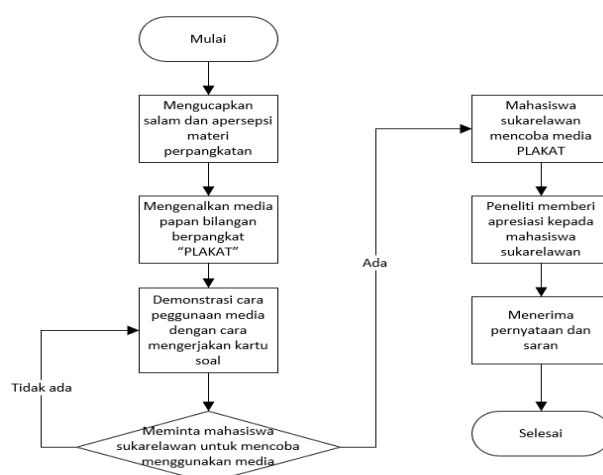 Mulai
Mengucapkan
salam dan apersepsi
materi
perpangkatan
Mengenalkan media
papan bilangan
berpangkat
“PLAKAT”
Demonstrasi cara
peggunaan media
dengan cara
mengerjakan kartu
soal
Tidak ada
Meminta mahasiswa
sukarelawan untuk mencoba
menggunakan media
Ada
Mahasiswa
sukarelawan
mencoba media
PLAKAT
Peneliti memberi
apresiasi kepada
mahasiswa
sukarelawan
Menerima
pernyataan dan
saran
Selesai